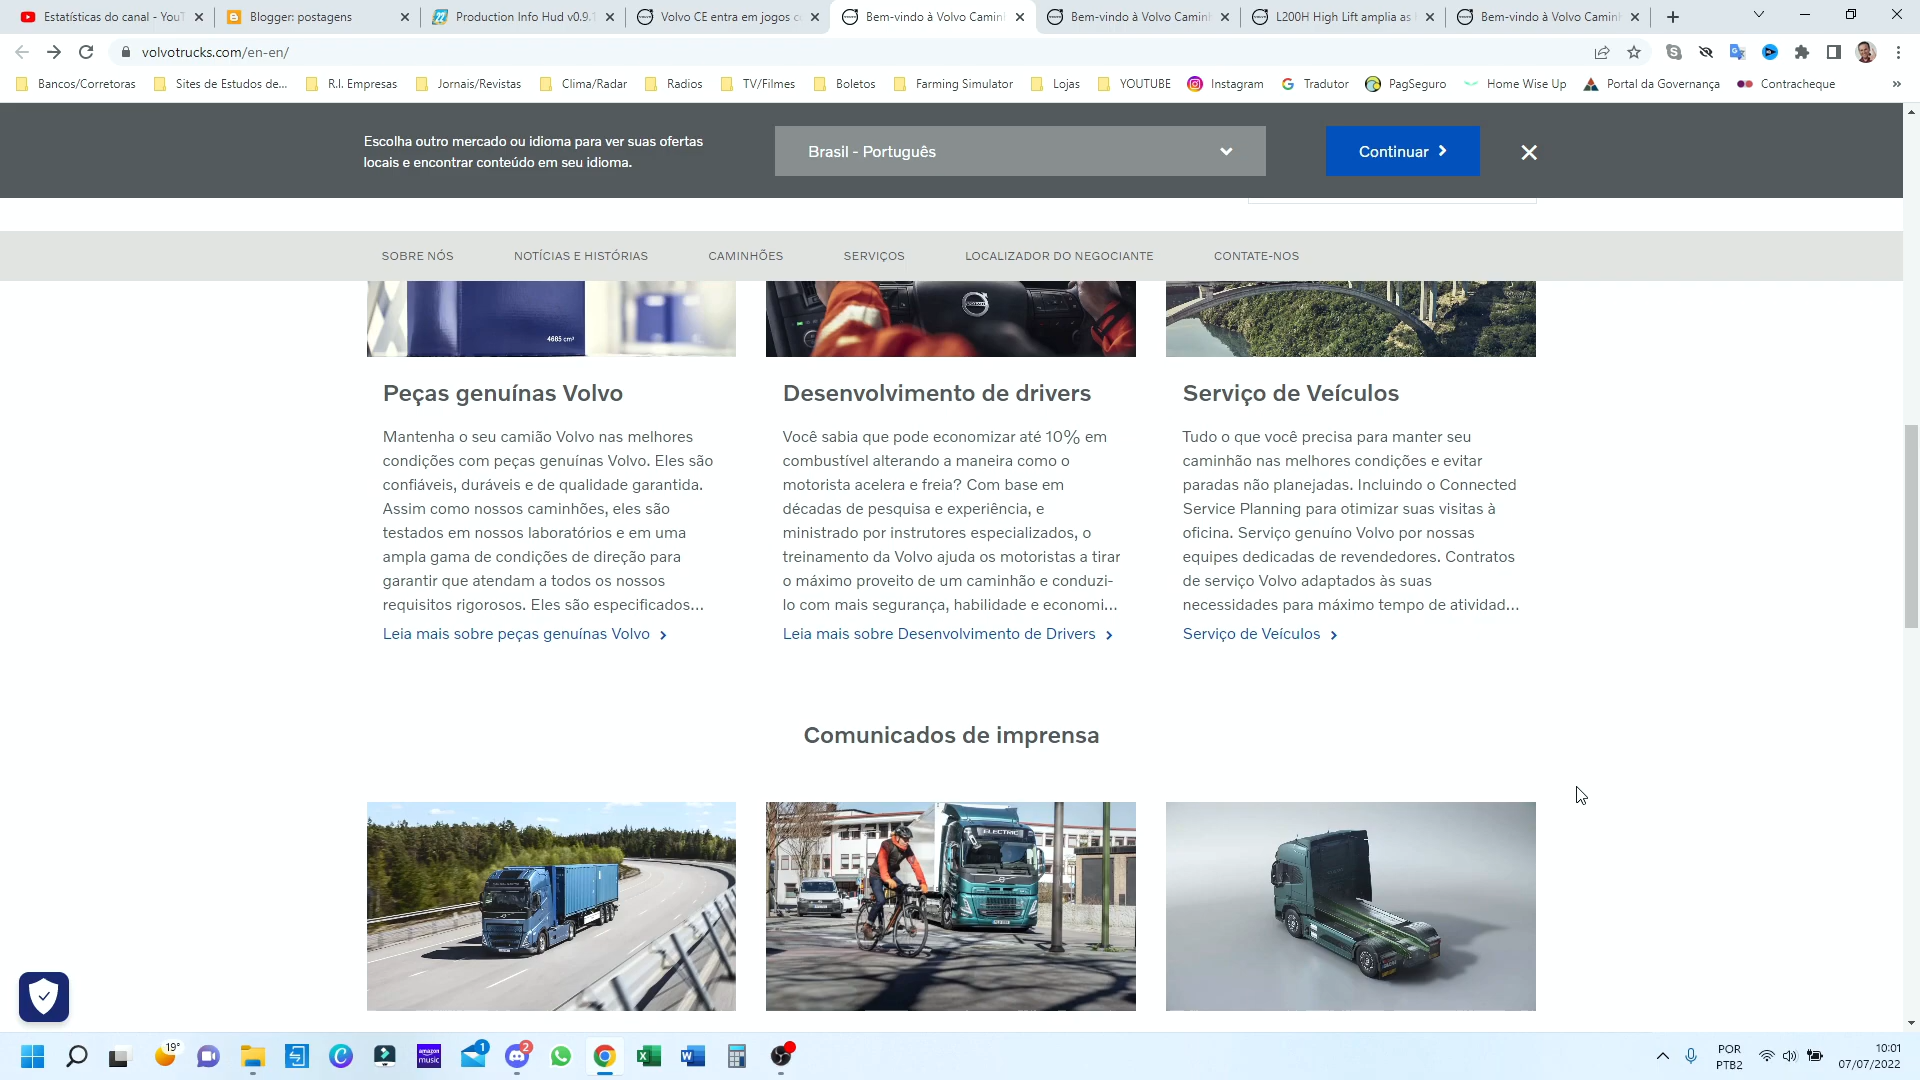 Estatísticas do canal - YouT
Blogger: postagens
Production Info Hud v0.9.1
Volvo CE entra em jogos c
Bem-vindo à Volvo Camin
Bem-vindo à Volvo Camin
L200H High Lift amplia as
Bem-vindo à Volvo Camin
volvotrucks.com/en-en/
Bancos/Corretoras
Sites de Estudos de...
R.I. Empresas
Jornais/Revistas
Clima/Radar
Radios
TV/Filmes
Boletos
Farming Simulator
Lojas
YOUTUBE
Instagram
Tradutor
PagSeguro
Home Wise Up
Portal da Governança
Contracheque
»
Escolha outro mercado ou idioma para ver suas ofertas
locais e encontrar conteúdo em seu idioma.
Brasil - Português
Continuar
SOBRE NÓS
NOTÍCIAS E HISTÓRIAS
CAMINHÕES
SERVIÇOS
LOCALIZADOR DO NEGOCIANTE
CONTATE-NOS
4685 cm³
Peças genuínas Volvo
Mantenha o seu camião Volvo nas melhores
condições com peças genuínas Volvo. Eles são
confiáveis, duráveis e de qualidade garantida.
Assim como nossos caminhões, eles são
testados em nossos laboratórios e em uma
ampla gama de condições de direção para
garantir que atendam a todos os nossos
requisitos rigorosos. Eles são especificados...
Leia mais sobre peças genuínas Volvo
Desenvolvimento de drivers
Você sabia que pode economizar até 10% em
combustível alterando a maneira como o
motorista acelera e freia? Com base em
décadas de pesquisa e experiência, e
ministrado por instrutores especializados, o
treinamento da Volvo ajuda os motoristas a tirar
o máximo proveito de um caminhão e conduzi-
lo com mais segurança, habilidade e economi...
Leia mais sobre Desenvolvimento de Drivers
Serviço de Veículos
Tudo o que você precisa para manter seu
caminhão nas melhores condições e evitar
paradas não planejadas. Incluindo o Connected
Service Planning para otimizar suas visitas à
oficina. Serviço genuíno Volvo por nossas
equipes dedicadas de revendedores. Contratos
de serviço Volvo adaptados às suas
necessidades para máximo tempo de atividad...
Serviço de Veículos
Comunicados de imprensa
ELECTRIC
19°
amazon
music
1
2
POR
PTB2
10:01
07/07/2022